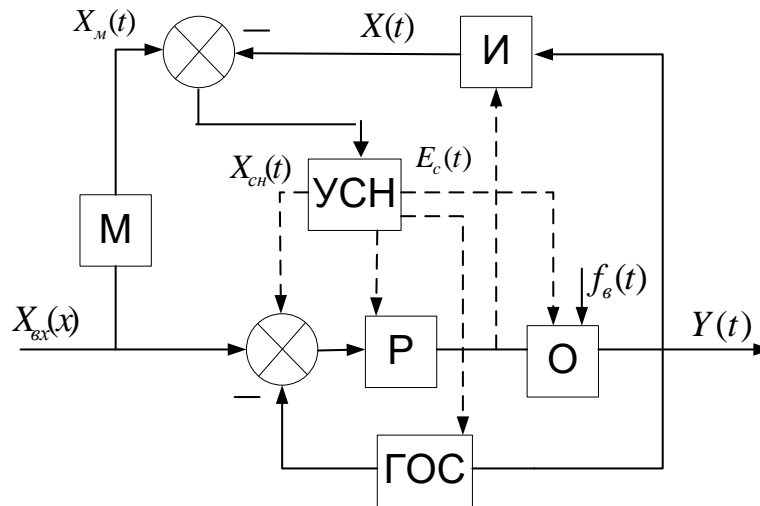 Xм(t)
−
X(t)
И
Xсн(t)
УСН
Eс(t)
М
fв(t)
Xвх(x)
Р
О
Y(t)
−
ГОС